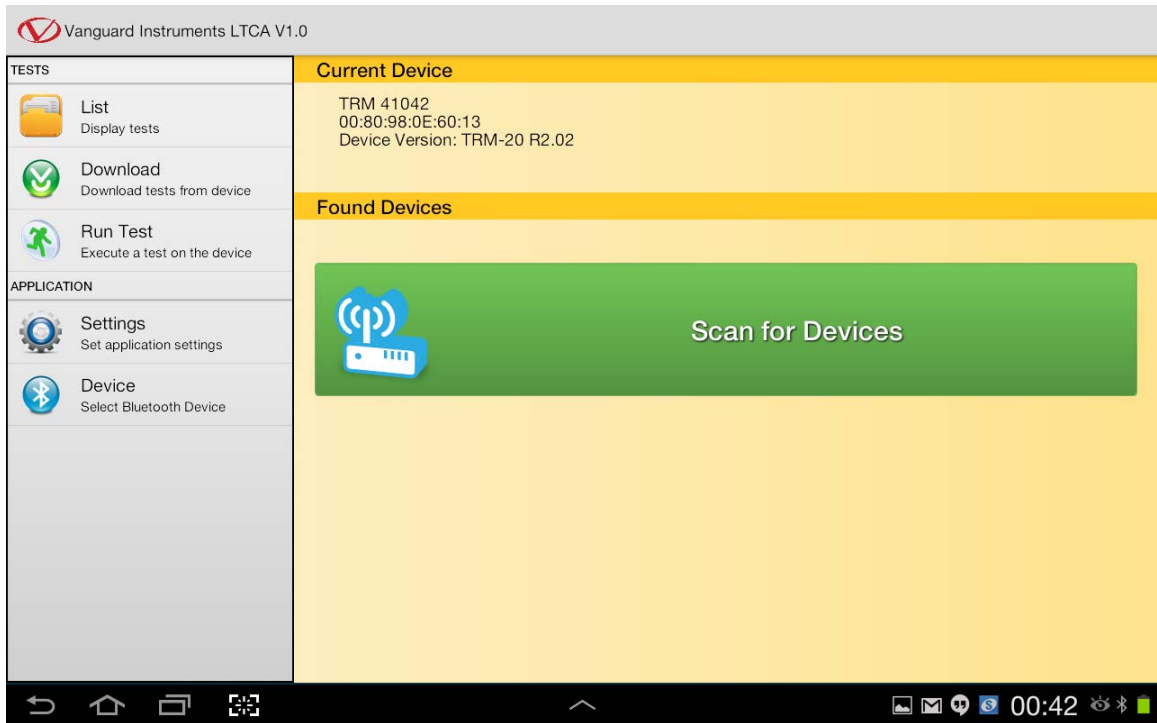 Vanguard Instruments LTCA V1.0
TESTS
List
Display tests
Download
Download tests from device
Run Test
Execute a test on the device
APPLICATION
Settings
Set application settings
Device
Select Bluetooth Device
Current Device
TRM 41042
00:80:98:0E:60:13
Device Version: TRM-20 R2.02
Found Devices
Scan for Devices
00:42